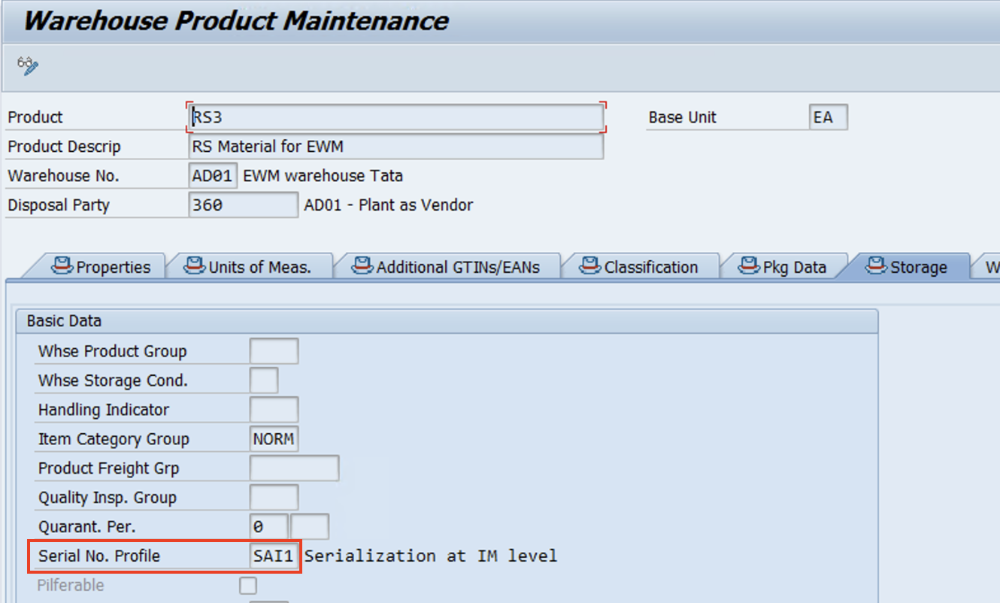 Warehouse Product Maintenance
Product RS3 Base Unit EA
Product Descrip RS Material for EWM
Warehouse No. AD01 EWM warehouse Tata
Disposal Party 360 AD01 - Plant as Vendor
Properties Units of Meas. Additional GTINs/EANs Classification Pkg Data Storage W
Basic Data
Whse Product Group
Whse Storage Cond.
Handling Indicator
Item Category Group NORM
Product Freight Grp
Quality Insp. Group
Quarant. Per. 0
Serial No. Profile SAI1 Serialization at IM level
Pilferable